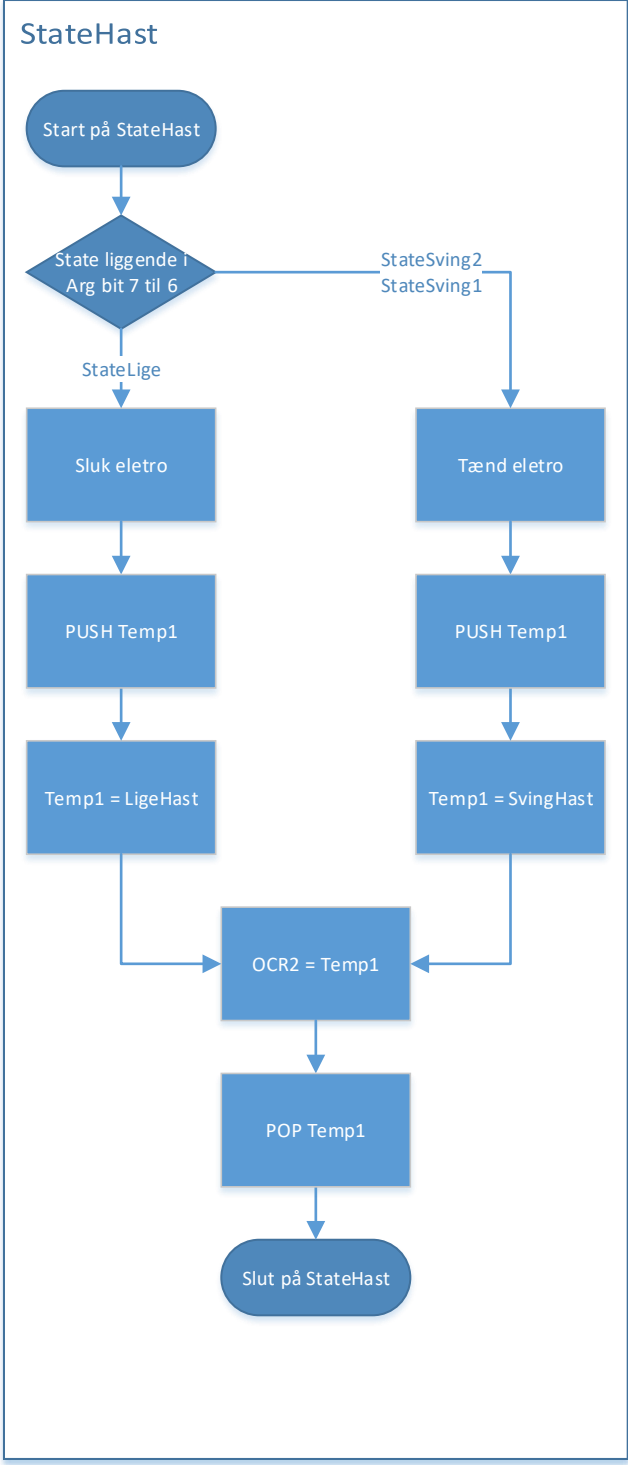 StateHast
Start på StateHast
State liggende i
Arg bit 7 til 6
StateSving2
StateSving1
StateLige
Sluk eletro
Tænd eletro
PUSH Temp1
PUSH Temp1
Temp1 = LigeHast
Temp1 = SvingHast
OCR2 = Temp1
POP Temp1
Slut på StateHast